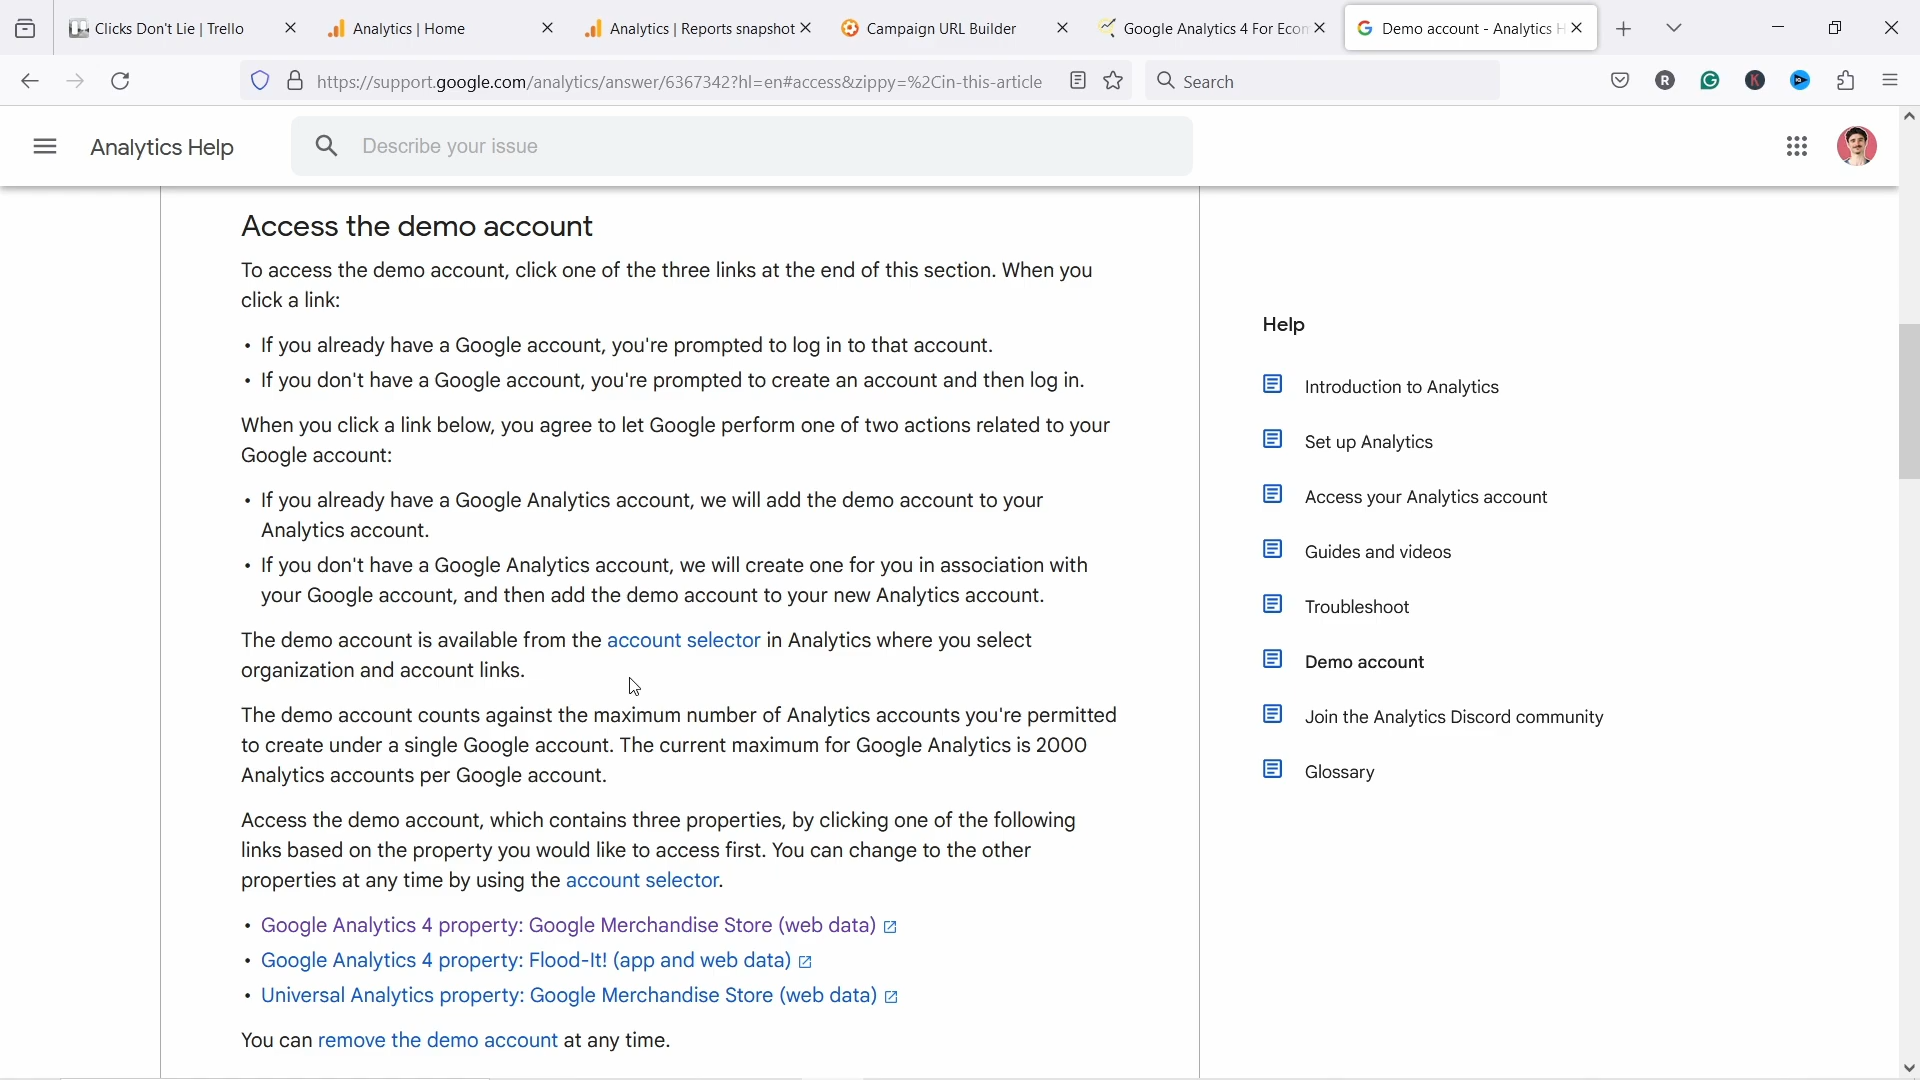 Clicks Don't Lie | Trello
Analytics | Home
Analytics | Reports snapshot
Campaign URL Builder
Google Analytics 4 For Econ
Demo account - Analytics H
https://support.google.com/analytics/answer/6367342?hl=en#access&zippy=%2Cin-this-article
Search
R
G
K
Analytics Help
Describe your issue
Access the demo account
To access the demo account, click one of the three links at the end of this section. When you
click a link:
• If you already have a Google account, you're prompted to log in to that account.
• If you don't have a Google account, you're prompted to create an account and then log in.
When you click a link below, you agree to let Google perform one of two actions related to your
Google account:
• If you already have a Google Analytics account, we will add the demo account to your
Analytics account.
• If you don't have a Google Analytics account, we will create one for you in association with
your Google account, and then add the demo account to your new Analytics account.
The demo account is available from the account selector in Analytics where you select
organization and account links.
The demo account counts against the maximum number of Analytics accounts you're permitted
to create under a single Google account. The current maximum for Google Analytics is 2000
Analytics accounts per Google account.
Access the demo account, which contains three properties, by clicking one of the following
links based on the property you would like to access first. You can change to the other
properties at any time by using the account selector.
• Google Analytics 4 property: Google Merchandise Store (web data)
• Google Analytics 4 property: Flood-It! (app and web data)
• Universal Analytics property: Google Merchandise Store (web data)
You can remove the demo account at any time.
Help
Introduction to Analytics
Set up Analytics
Access your Analytics account
Guides and videos
Troubleshoot
Demo account
Join the Analytics Discord community
Glossary